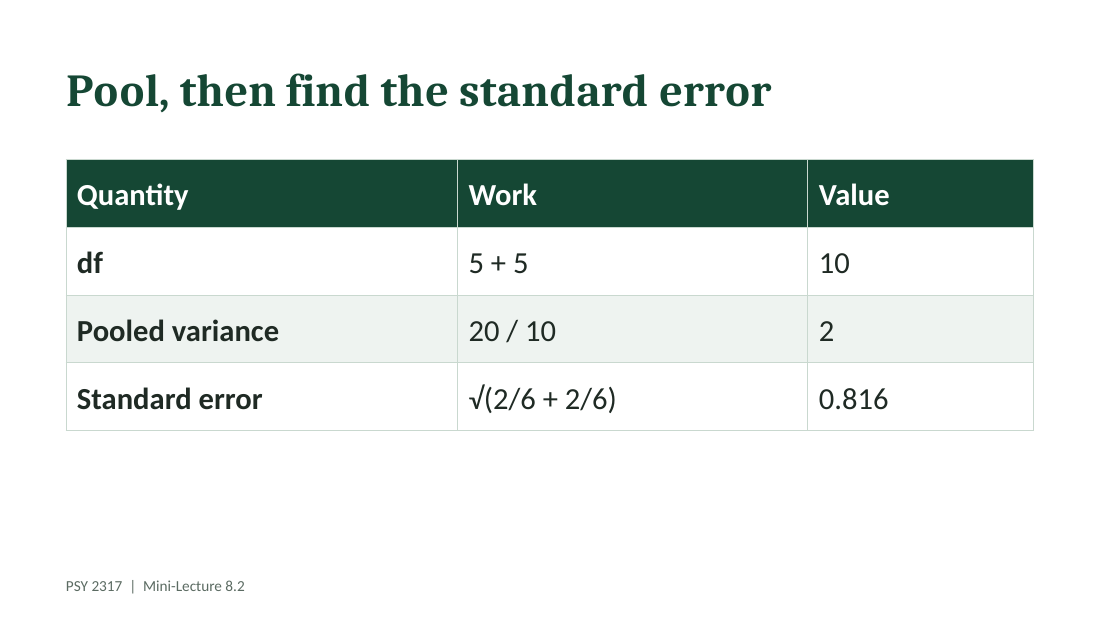 Pool, then find the standard error
Quantity Work Value
df 5 + 5 10
Pooled variance 20 / 10 2
Standard error √(2/6 + 2/6) 0.816
PSY 2317 | Mini-Lecture 8.2